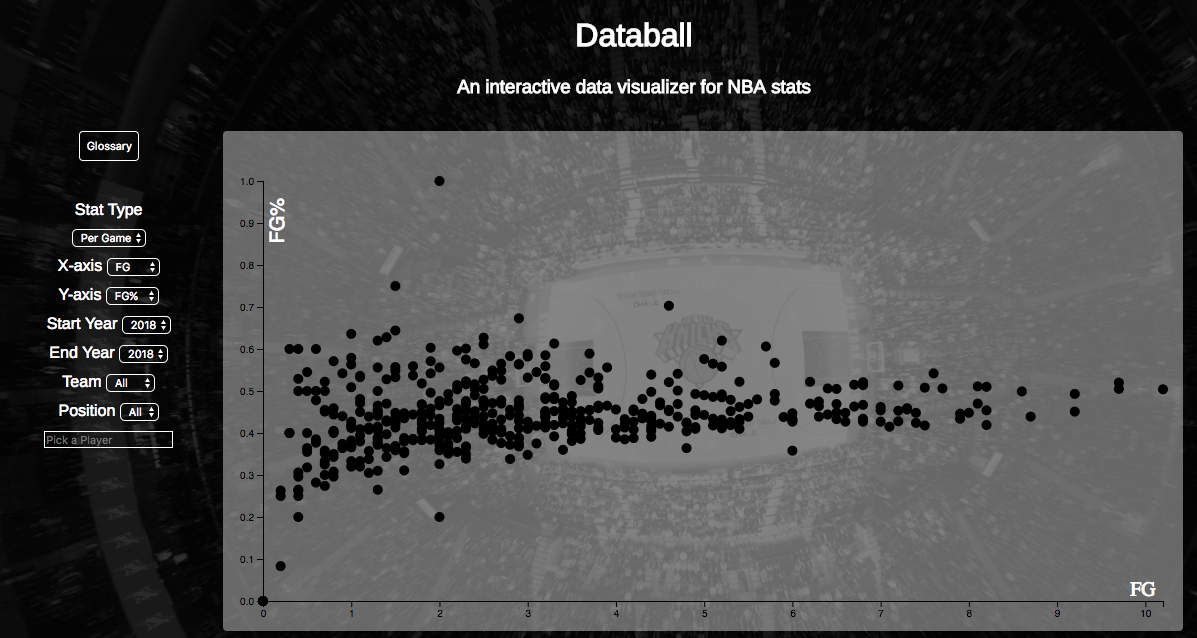 Databall
An interactive data visualizer for NBA stats
Glossary
Stat Type
Per Game
X-axis FG
Y-axis FG%
Start Year 2018
End Year 2018
Team All
Position All
Pick a Player
FG%
1.0
0.9
0.8
0.7
0.6
0.5
0.4
0.3
0.2
0.1
0.0
0 1 2 3 4 5 6 7 8 9 10
FG